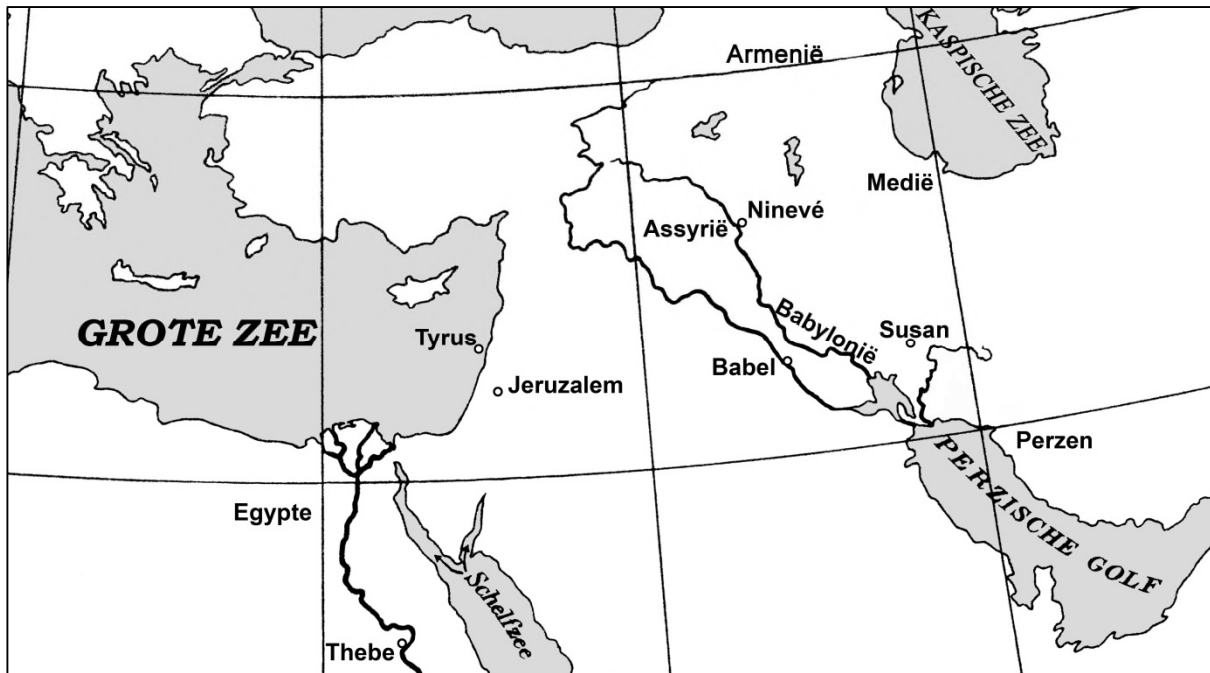 Armenië
KASPISCHE ZEE
Medië
Ninevé
Assyrië
GROTE ZEE
Tyrus
Babylonië
Susan
Babel
Jeruzalem
Perzen
PERZISCHE GOLF
Egypte
Schelfzee
Thebe